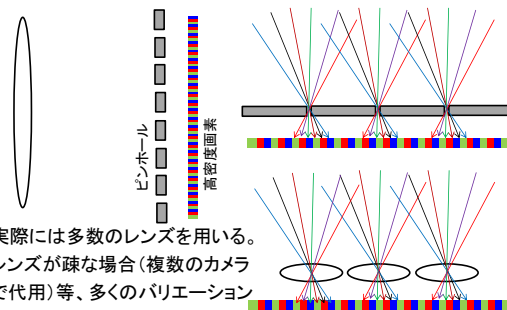 ピンホール
高密度画素
実際には多数のレンズを用いる。
レンズが疎な場合(複数のカメラ
で代用)等、多くのバリエーション